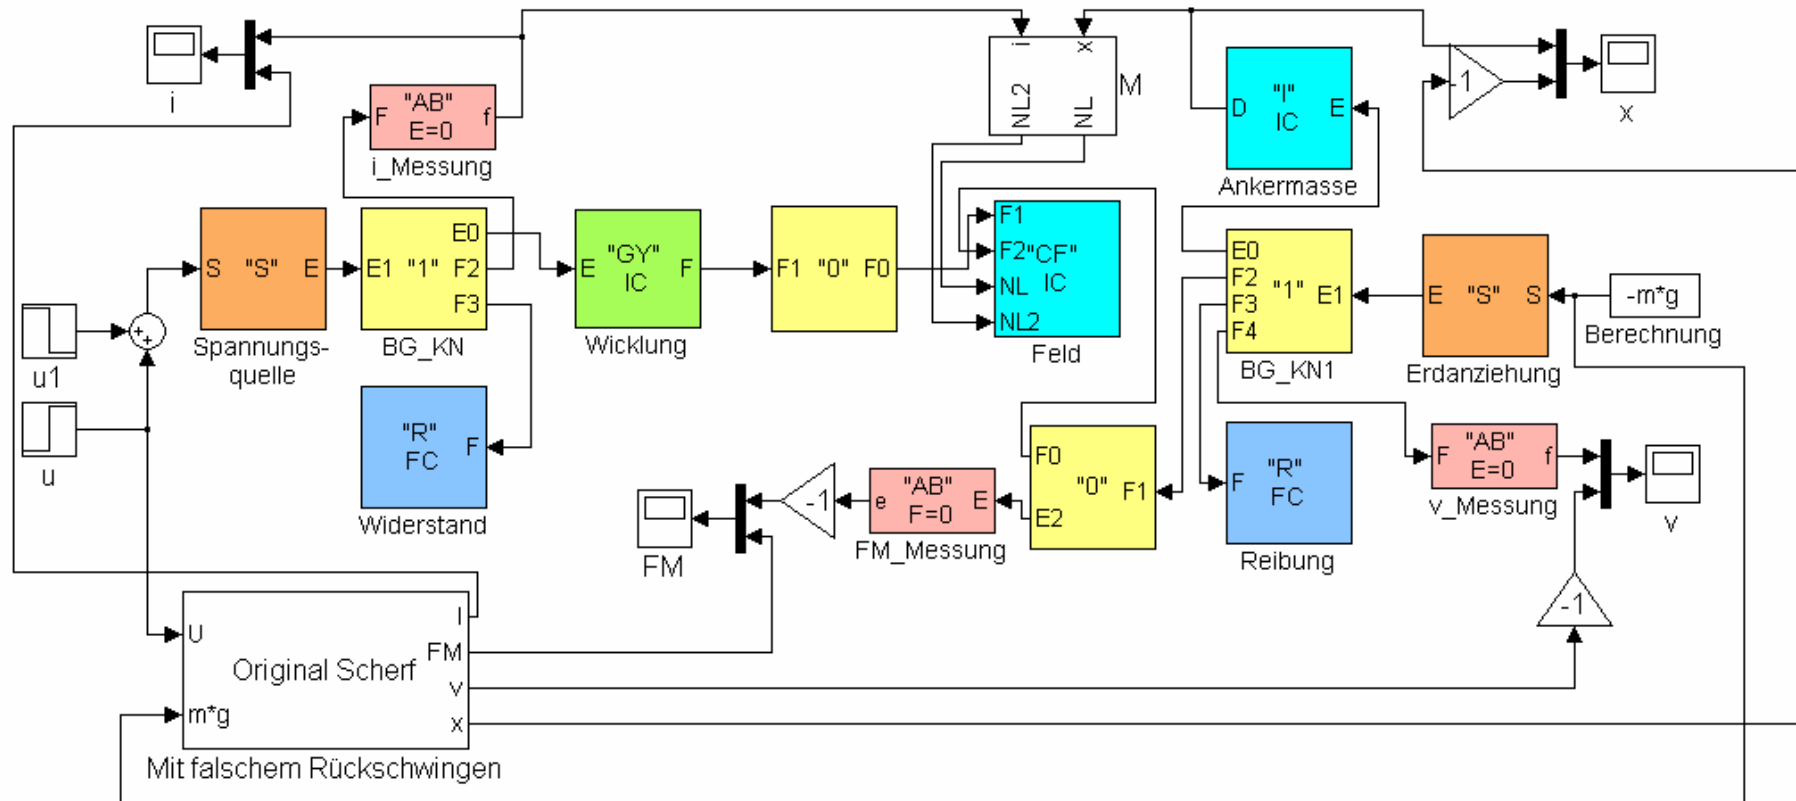 i
"AB"
F
f
E=0
i_Messung
i
x
NL2
NL
M
"I"
D
E
IC
Ankermasse
-1
x
S
"S"
E
Spannungs-
quelle
E0
E1
"1"
F2
F3
BG_KN
"GY"
E
F
IC
Wicklung
F1
"0"
F0
F1
F2
"CF"
IC
NL
NL2
Feld
E0
F2
"1"
E1
F3
F4
BG_KN1
E
"S"
S
Erdanziehung
-m*g
Berechnung
+
+
u1
u
"R"
F
FC
Widerstand
FM
-1
"AB"
e
E
F=0
FM_Messung
F0
"0"
F1
E2
"R"
F
FC
Reibung
"AB"
F
f
E=0
v_Messung
v
-1
U
I
FM
Original Scherf
v
m*g
x
Mit falschem Rückschwingen